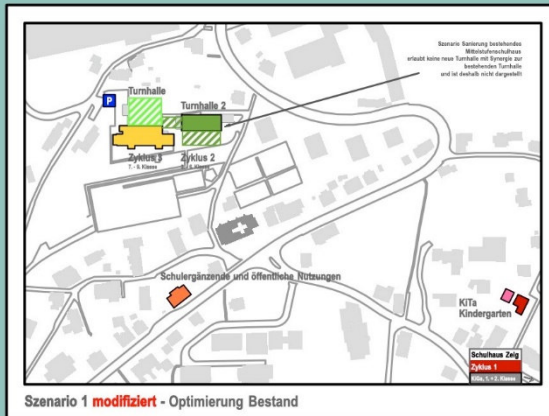 Szenario Sanierung bestehendes
Mittelstufenschulhaus
erlaubt keine neue Turnhalle mit Synergie zur
bestehenden Turnhalle
und ist deshalb nicht dargestellt
Turnhalle
P
Turnhalle 2
Zyklus 3
7. - 9. Klasse
Zyklus 2
Schulergänzende und öffentliche Nutzungen
KiTa
Kindergarten
Schulhaus Zelg
Zyklus 1
KiGa, 1. + 2. Klasse
Szenario 1 modifiziert - Optimierung Bestand